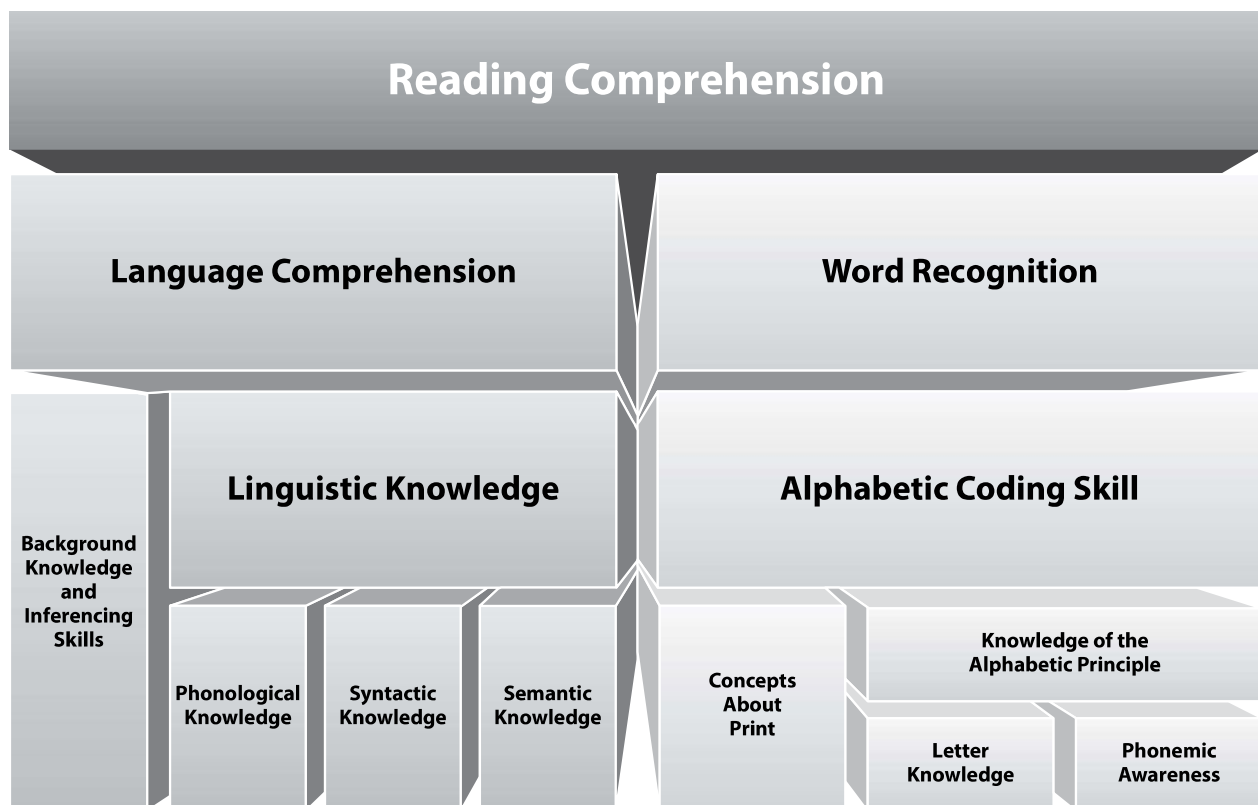 Reading Comprehension
Language Comprehension
Word Recognition
Linguistic Knowledge
Alphabetic Coding Skill
Background
Knowledge
and
Inferencing
Skills
Phonological
Knowledge
Syntactic
Knowledge
Semantic
Knowledge
Concepts
About
Print
Knowledge of the
Alphabetic Principle
Letter
Knowledge
Phonemic
Awareness